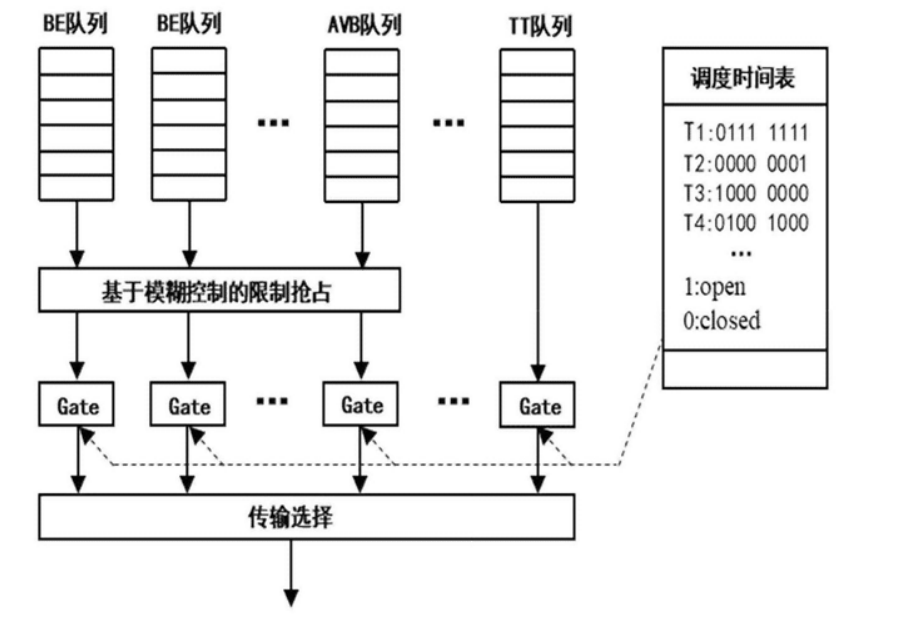 BE队列 BE队列 AVB队列 TT队列
调度时间表
T1:0111 1111
T2:0000 0001
T3:1000 0000
T4:0100 1000
...
1:open
0:closed
基于模糊控制的限制抢占
Gate Gate ... Gate ... Gate
传输选择